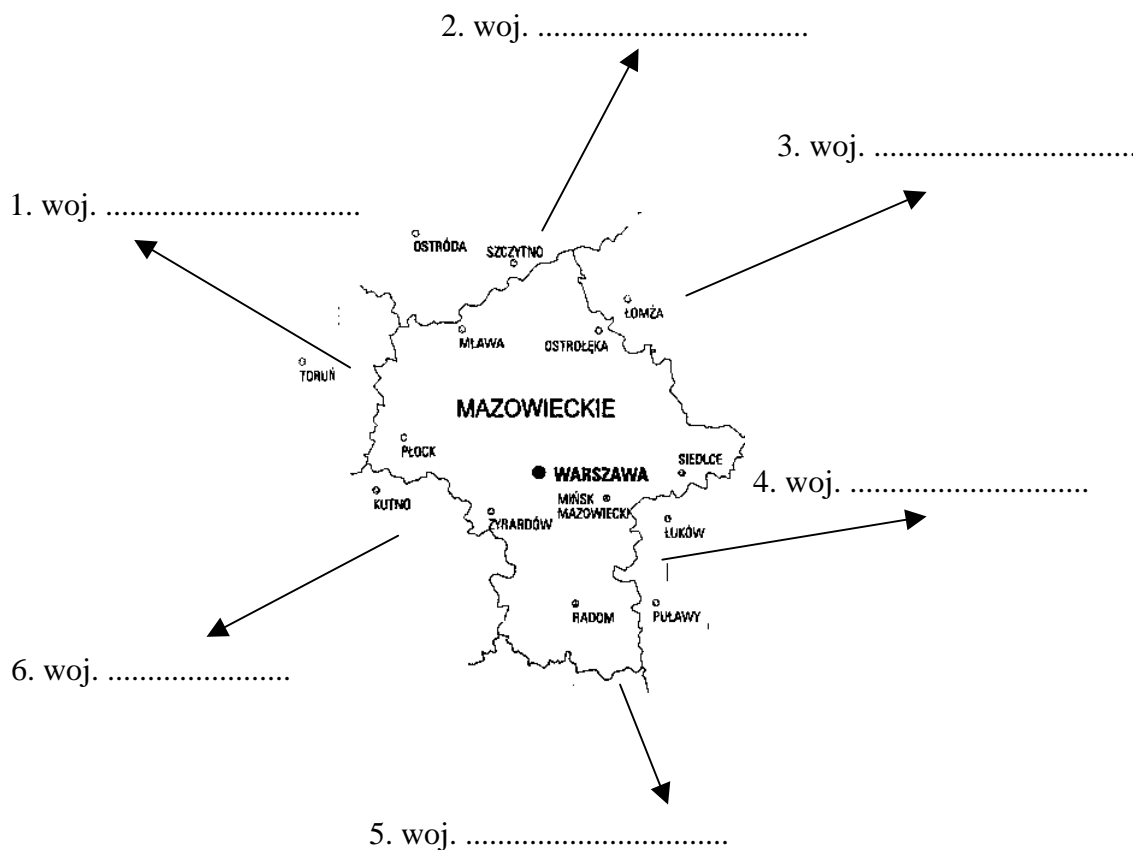 2. woj. ..................................
3. woj. .................................
1. woj. ................................
OSTRÓDA
SZCZYTNO
ŁOMŻA
MŁAWA
OSTROŁĘKA
TORUŃ
MAZOWIECKIE
PŁOCK
WARSZAWA
SIEDLCE
4. woj. ..............................
KUTNO
MIŃSK
MAZOWIECKI
ŻYRARDÓW
ŁUKÓW
RADOM
PUŁAWY
6. woj. .......................
5. woj. .................................